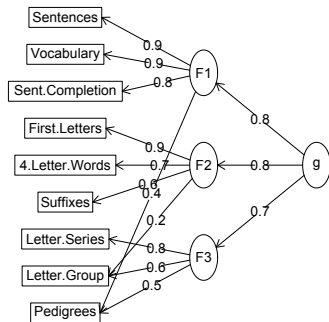 Sentences
0.9
Vocabulary
0.9
F1
Sent.Completion
0.8
First.Letters
0.8
0.9
4.Letter.Words
0.7
F2
0.8
g
0.6
Suffixes
0.4
0.2
0.7
Letter.Series
0.8
F3
Letter.Group
0.6
0.5
Pedigrees